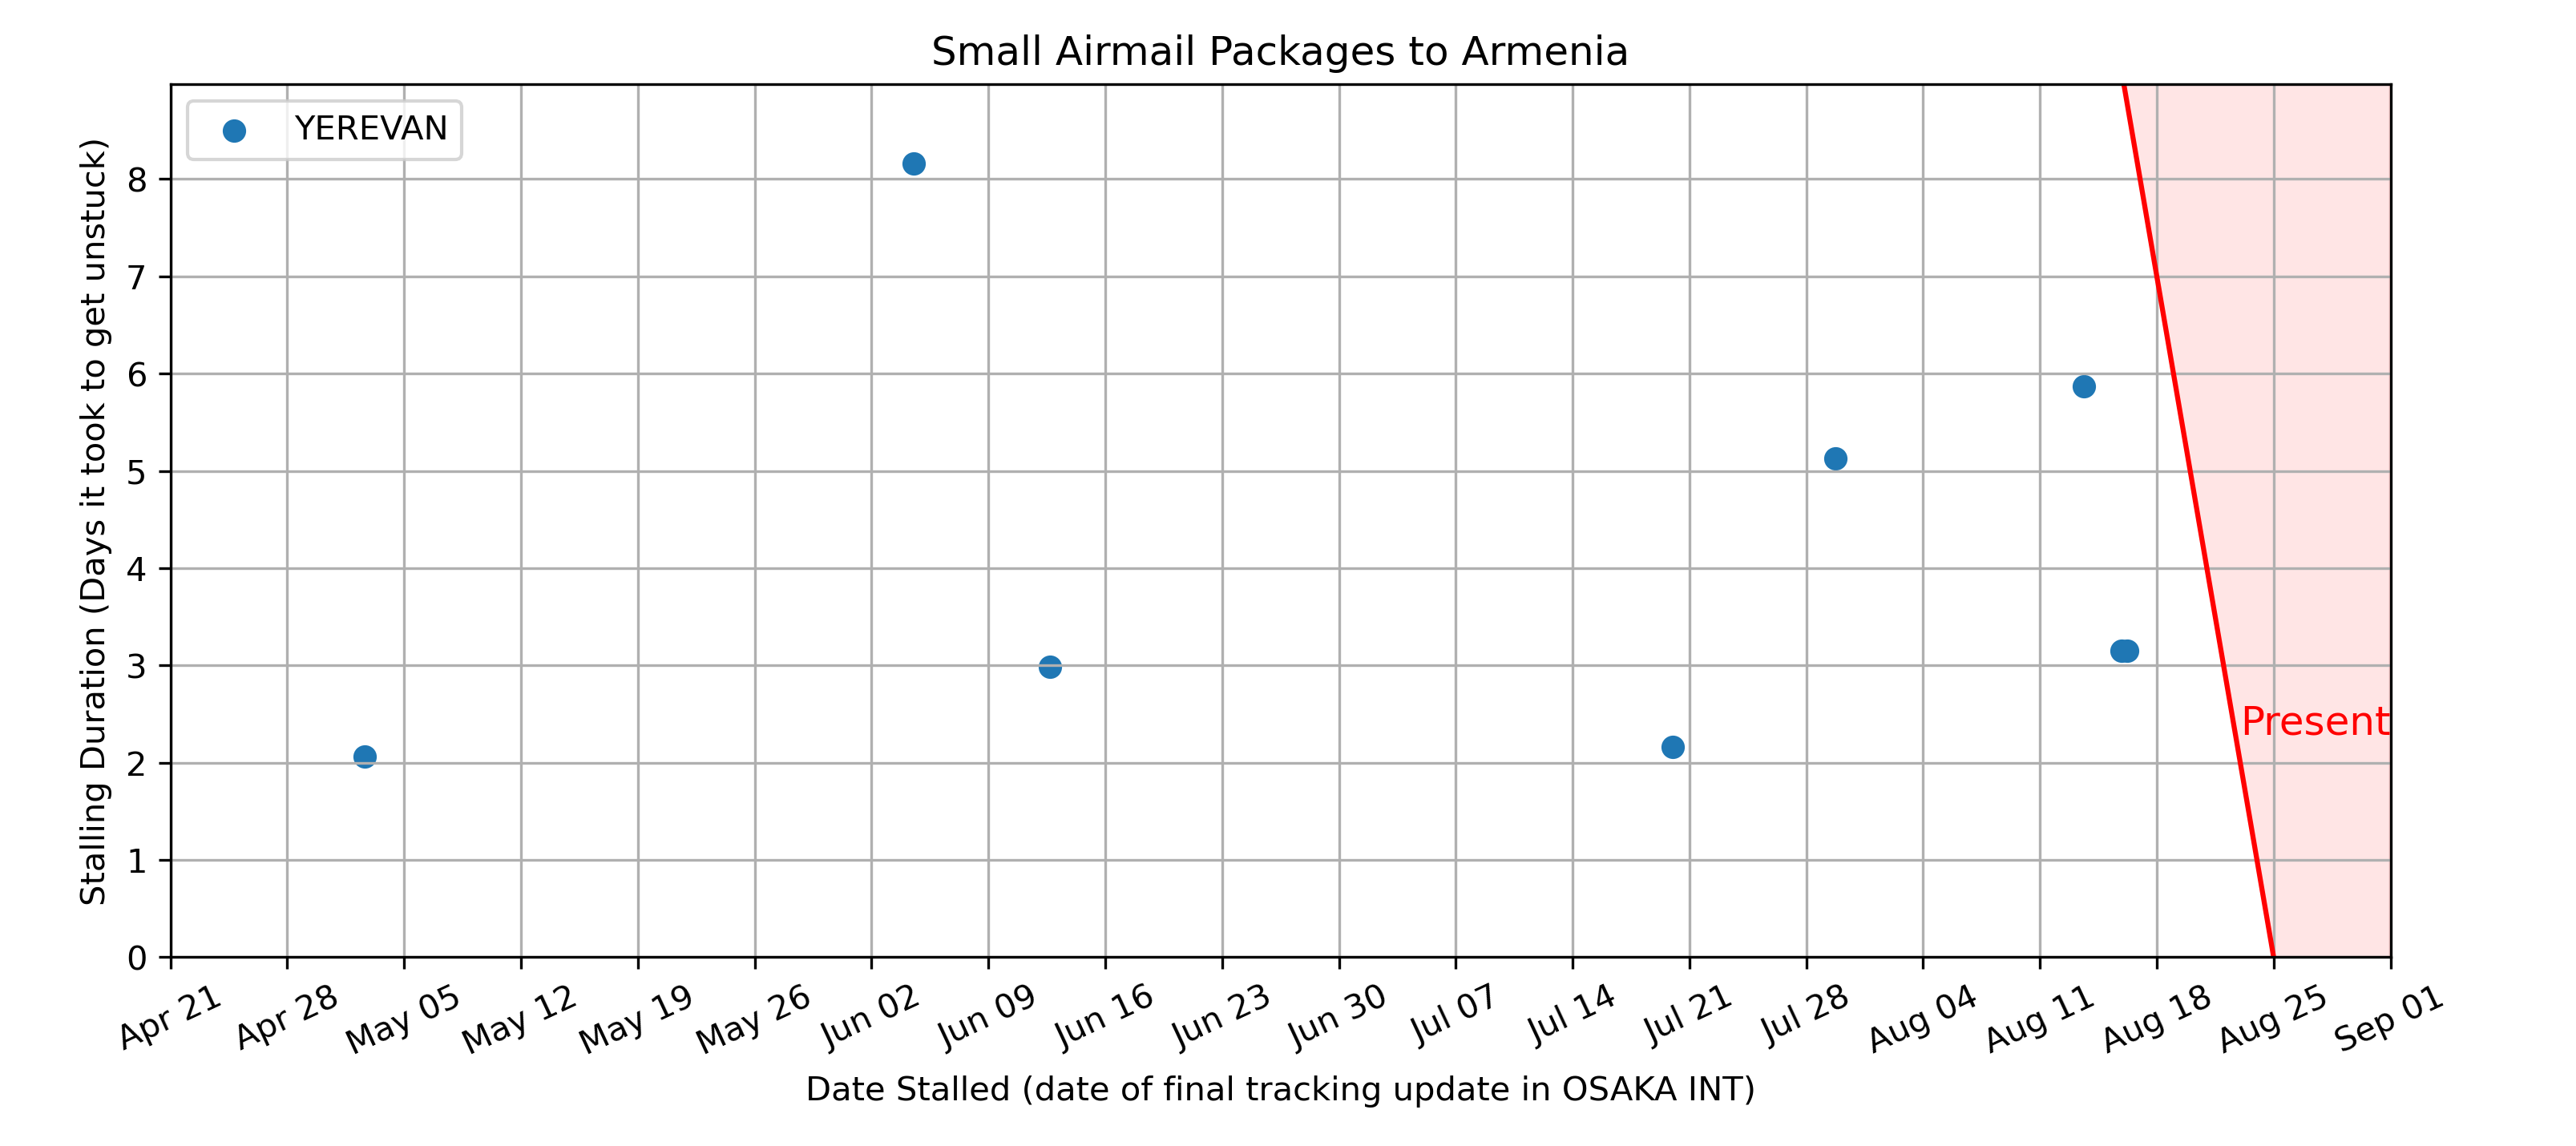 Small Airmail Packages to Armenia
YEREVAN
Stalling Duration (Days it took to get unstuck)
8
7
6
5
4
3
2
1
0
Present
Apr 21
Apr 28
May 05
May 12
May 19
May 26
Jun 02
Jun 09
Jun 16
Jun 23
Jun 30
Jul 07
Jul 14
Jul 21
Jul 28
Aug 04
Aug 11
Aug 18
Aug 25
Sep 01
Date Stalled (date of final tracking update in OSAKA INT)